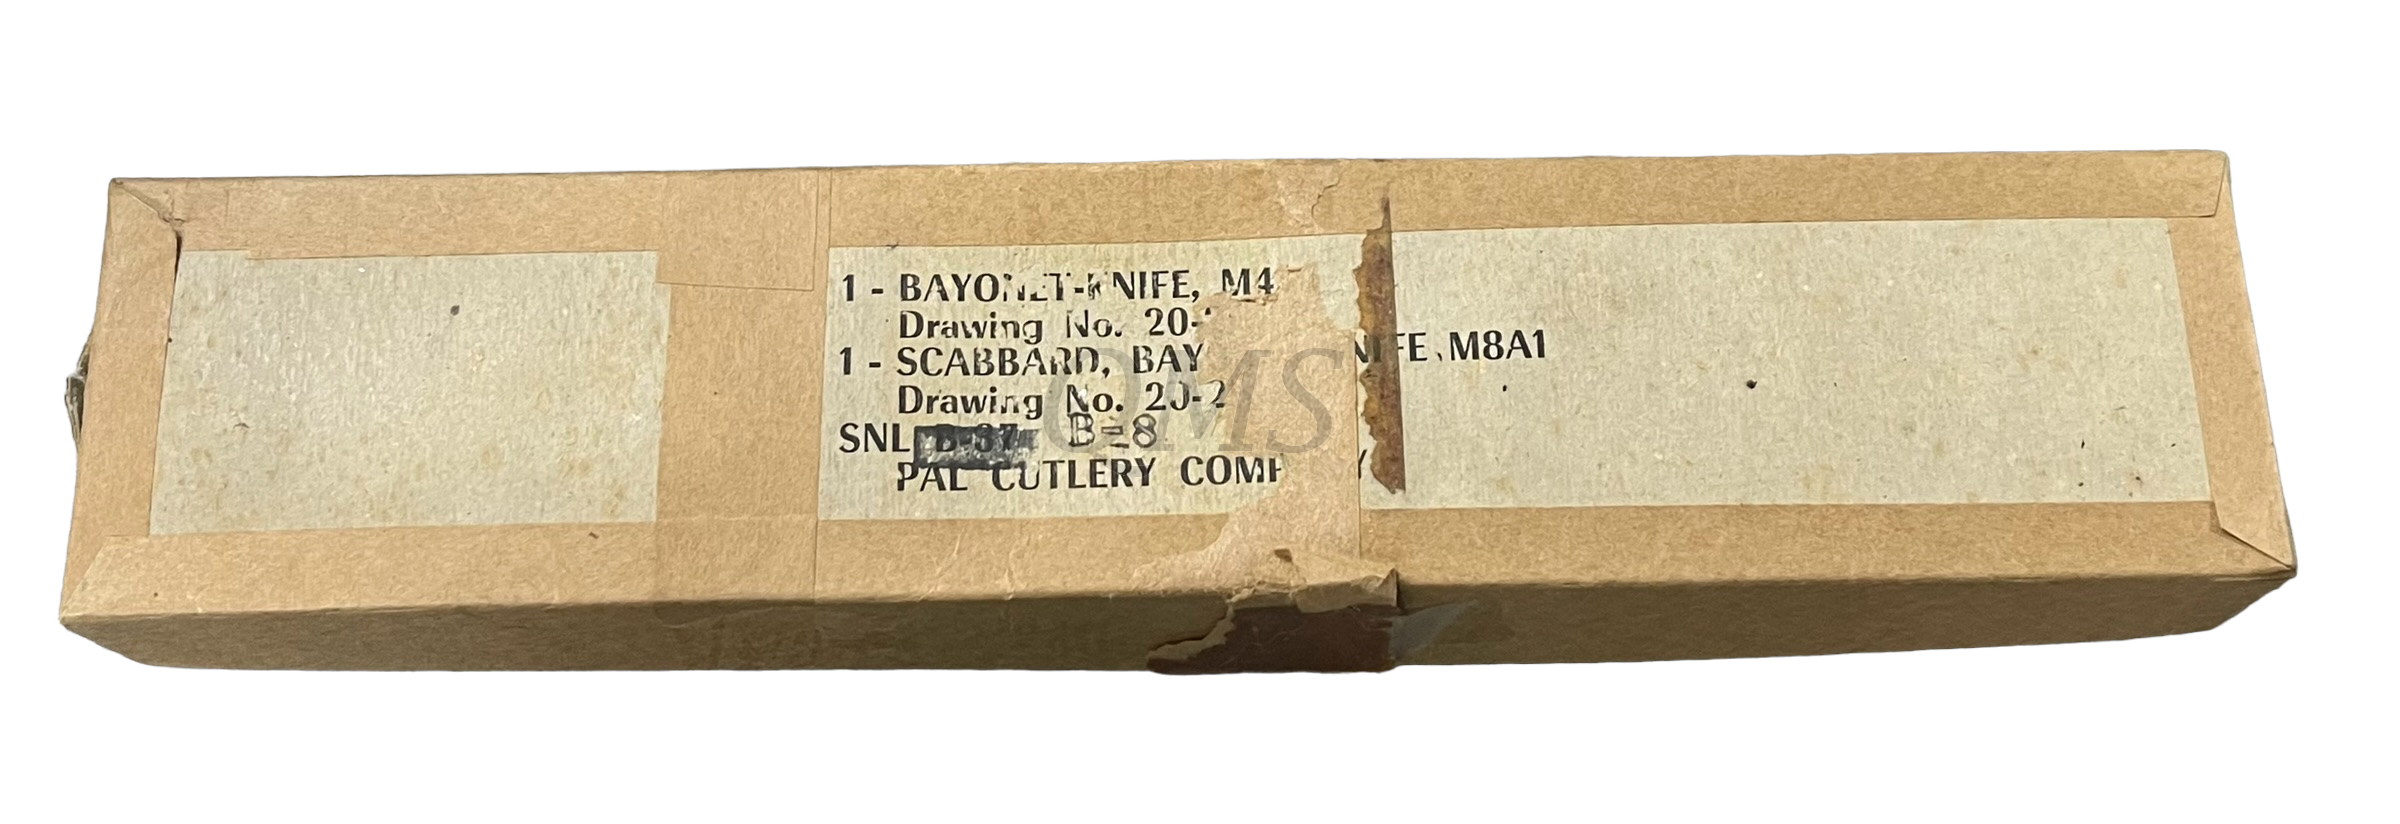 1 - BAYONET-KNIFE, M4
Drawing No. 20-
1 - SCABBARD, BAY NIFE, M8A1
Drawing No. 20-2
SNL B-37 B-8
PAL CUTLERY COMP Y
QMS